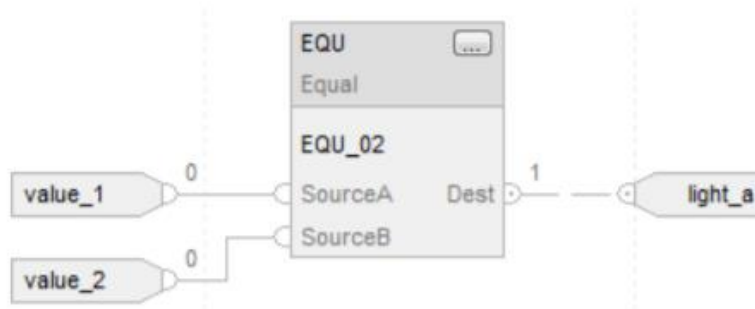 EQU ...
Equal
EQU_02
0
value_1
SourceA
Dest
1
light_a
SourceB
0
value_2